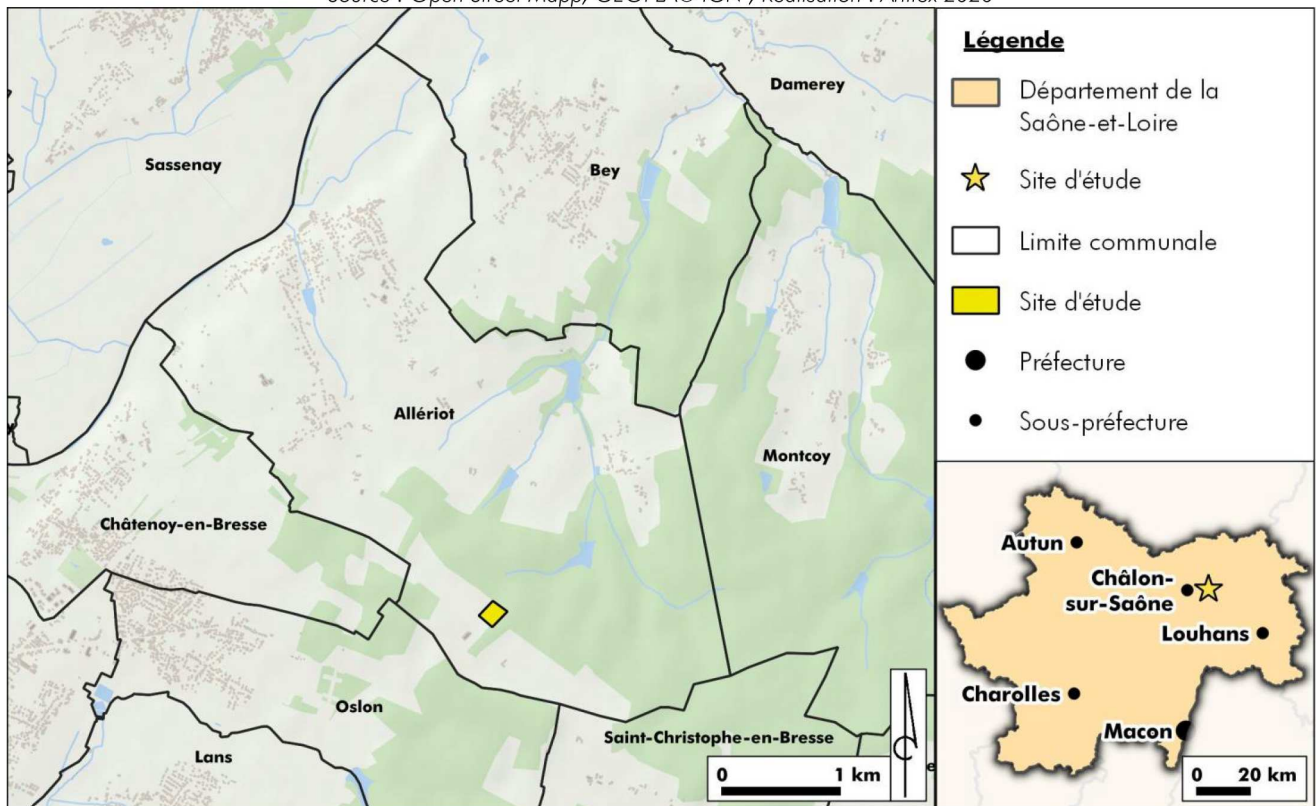 Légende
Département de la
Saône-et-Loire
Site d'étude
Limite communale
Site d'étude
Préfecture
Sous-préfecture
Damerey
Sassenay
Bey
Allériot
Montcoy
Châtenoy-en-Bresse
Oslon
Saint-Christophe-en-Bresse
Lans
0 1 km
Autun
Châlon-
sur-Saône
Louhans
Charolles
Macon
0 20 km